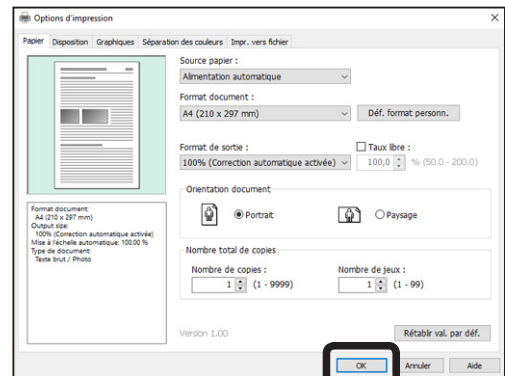 Options d'impression
Papier Disposition Graphiques Séparation des couleurs Impr. vers fichier
Source papier :
Alimentation automatique
Format document :
A4 (210 x 297 mm) Déf. format personn.
Format de sortie : Taux libre :
100% (Correction automatique activée) 100,0 % (50.0 - 200.0)
Orientation document
Portrait Paysage
Format document:
A4 (210 x 297 mm)
Output size:
100% (Correction automatique activée)
Mise à l'échelle automatique: 100.00 %
Type de document:
Texte brut / Photo
Nombre total de copies
Nombre de copies : Nombre de jeux :
1 (1 - 9999) 1 (1 - 99)
Version 1.00 Rétablir val. par déf.
OK Annuler Aide